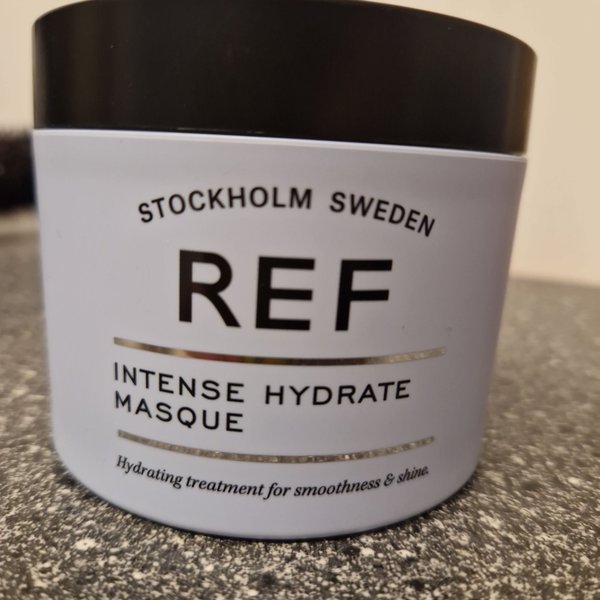 STOCKHOLM SWEDEN
REF
INTENSE HYDRATE
MASQUE
Hydrating treatment for smoothness & shine.